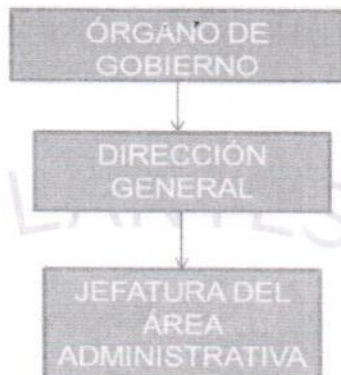 ÓRGANO DE
GOBIERNO
DIRECCIÓN
GENERAL
JEFATURA DEL
ÁREA
ADMINISTRATIVA